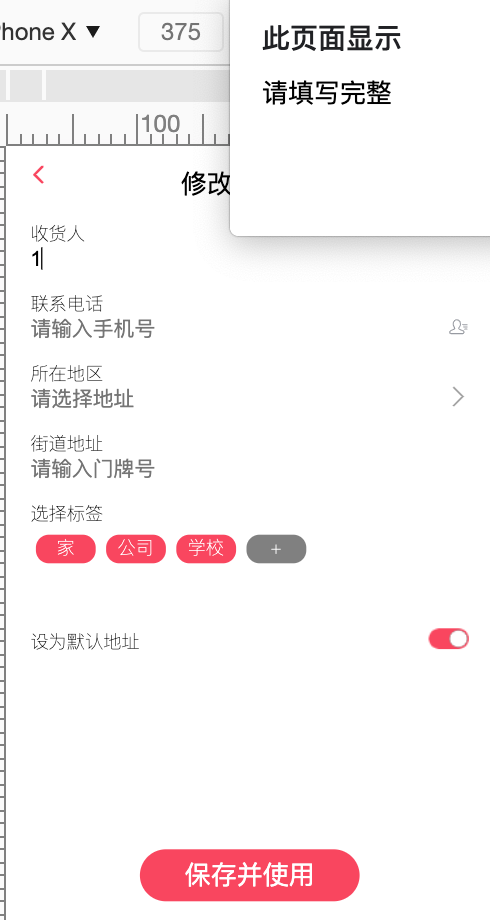 hone X ▼
375
此页面显示
请填写完整
100
修改
收货人
1
联系电话
请输入手机号
所在地区
请选择地址
街道地址
请输入门牌号
选择标签
家 公司 学校 +
设为默认地址
保存并使用